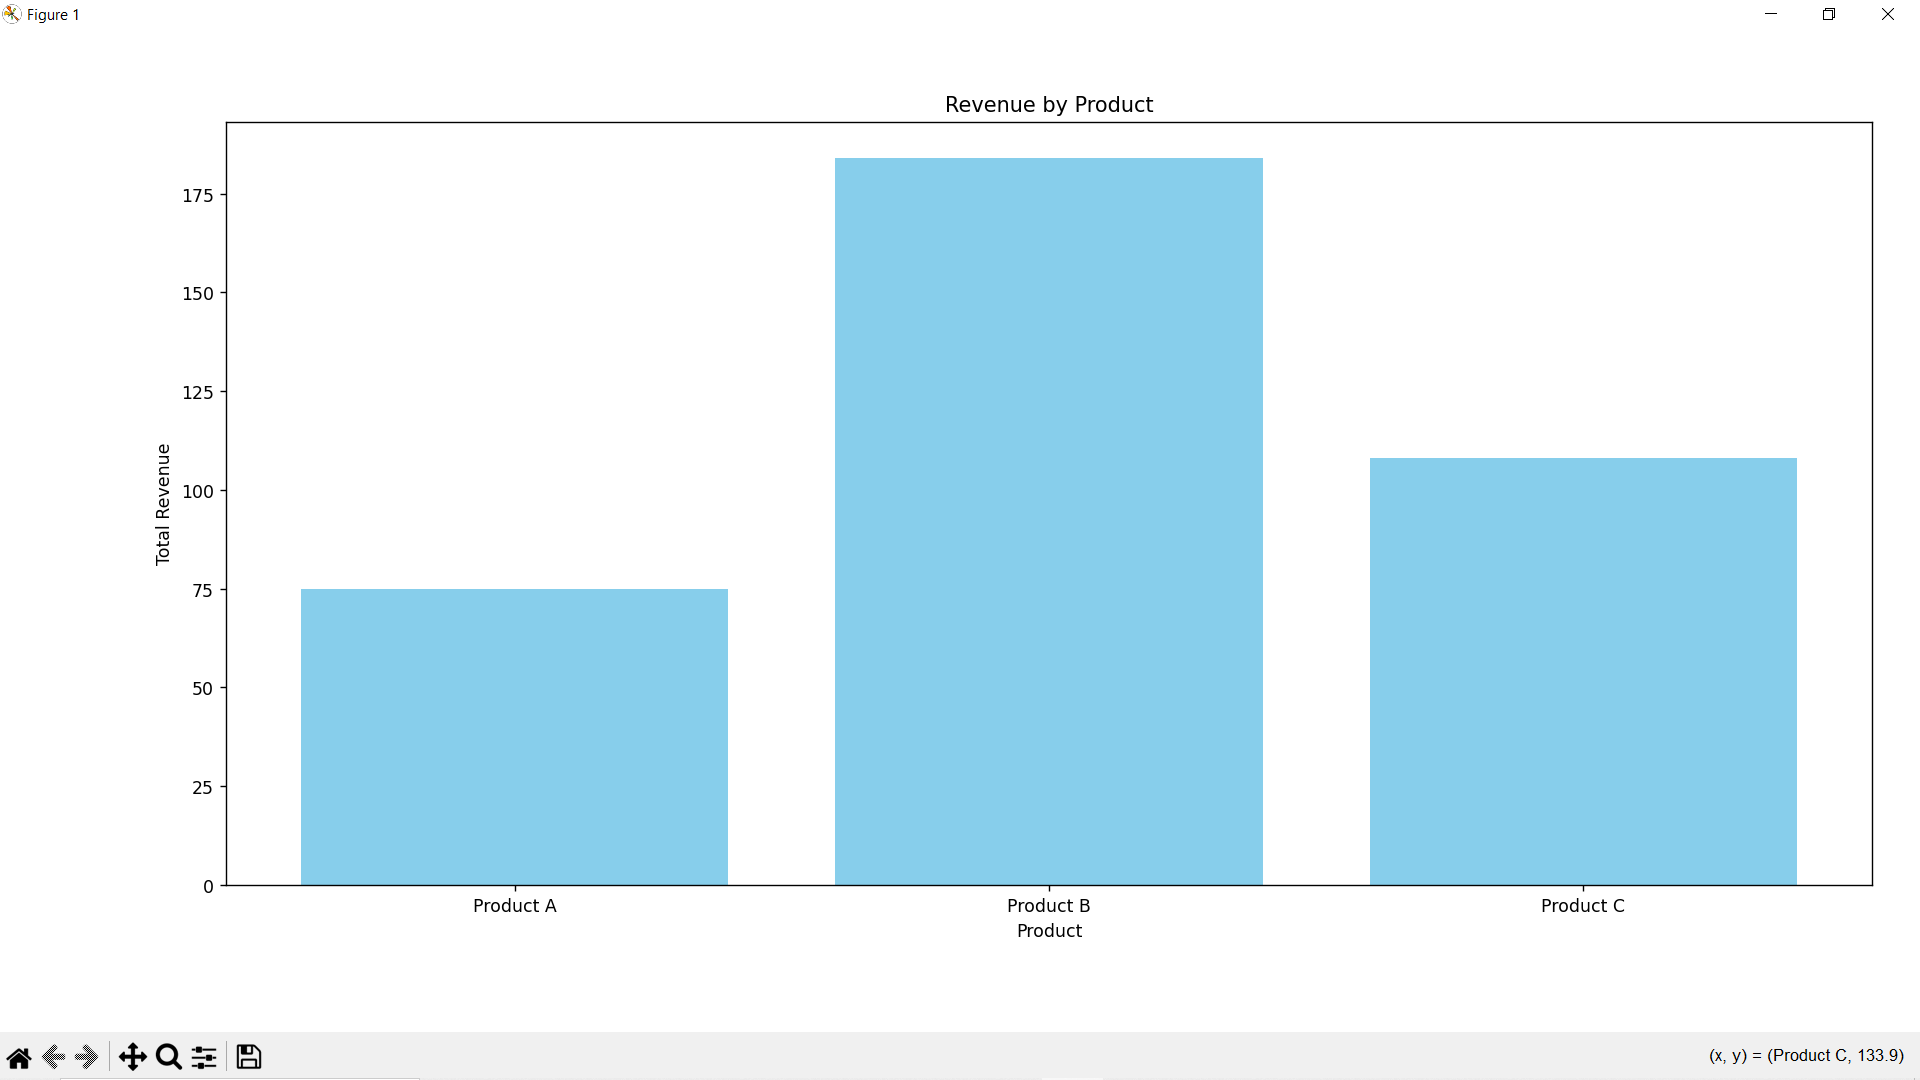 Figure 1
Revenue by Product
175
150
125
100
75
50
25
0
Total Revenue
Product A
Product B
Product C
Product
(x, y) = (Product C, 133.9)